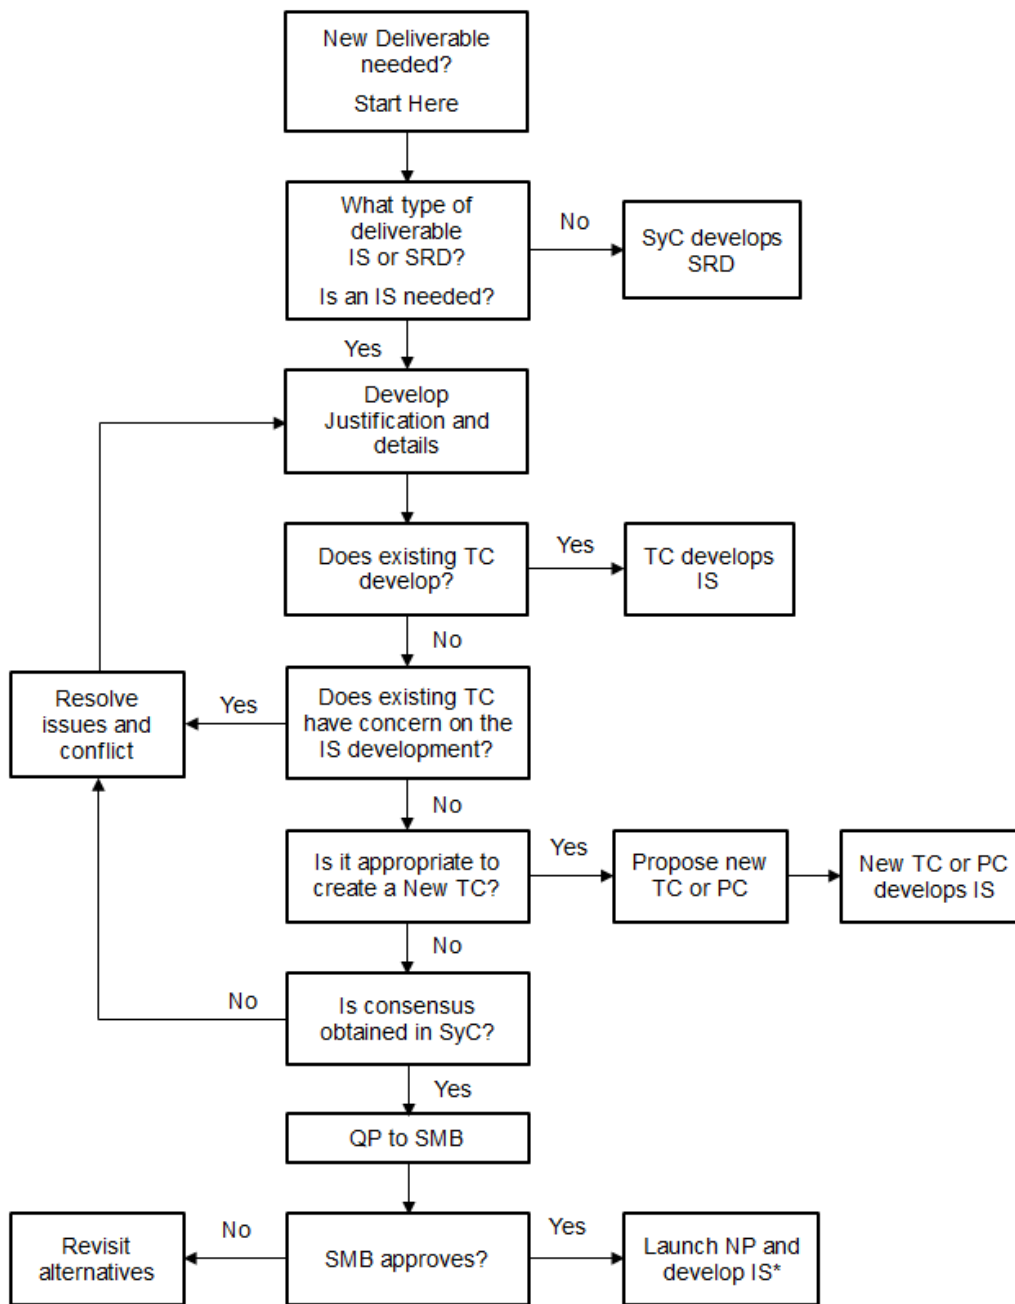 New Deliverable
needed?
Start Here
What type of
deliverable
IS or SRD?
Is an IS needed?
No
SyC develops
SRD
Yes
Develop
Justification and
details
Does existing TC
develop?
Yes
TC develops
IS
No
Resolve
issues and
conflict
Yes
Does existing TC
have concern on the
IS development?
No
Is it appropriate to
create a New TC?
Yes
Propose new
TC or PC
New TC or PC
develops IS
No
No
Is consensus
obtained in SyC?
Yes
QP to SMB
Revisit
alternatives
No
SMB approves?
Yes
Launch NP and
develop IS*